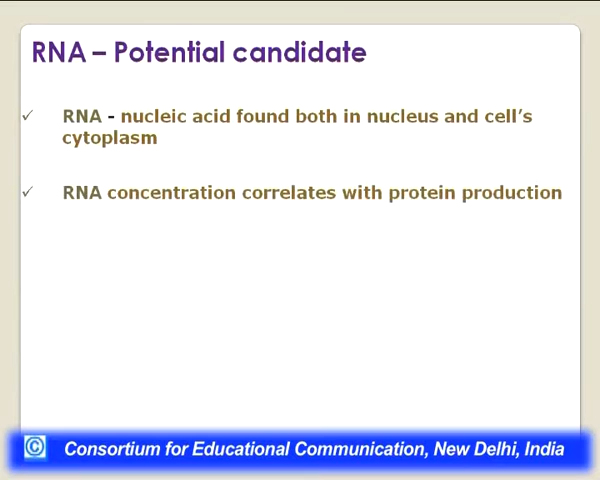 RNA – Potential candidate
✓ RNA - nucleic acid found both in nucleus and cell's
cytoplasm
✓ RNA concentration correlates with protein production
© Consortium for Educational Communication, New Delhi, India